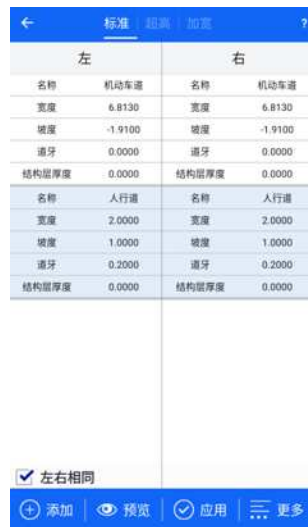 标准 超高 加宽 ?
左 右
名称 机动车道 名称 机动车道
宽度 6.8130 宽度 6.8130
坡度 -1.9100 坡度 -1.9100
道牙 0.0000 道牙 0.0000
结构层厚度 0.0000 结构层厚度 0.0000
名称 人行道 名称 人行道
宽度 2.0000 宽度 2.0000
坡度 1.0000 坡度 1.0000
道牙 0.2000 道牙 0.2000
结构层厚度 0.0000 结构层厚度 0.0000
左右相同
添加 预览 应用 更多